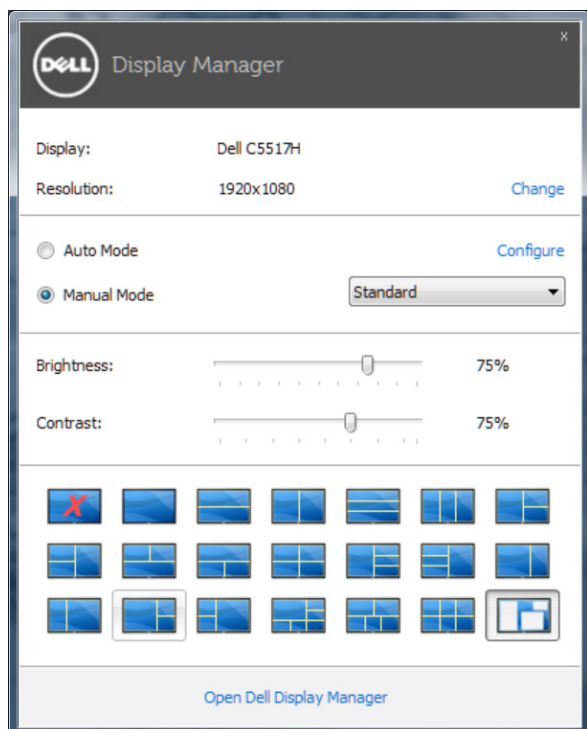 DELL Display Manager x
Display: Dell C5517H
Resolution: 1920x1080 Change
Auto Mode Configure
Manual Mode Standard
Brightness: 75%
Contrast: 75%
Open Dell Display Manager